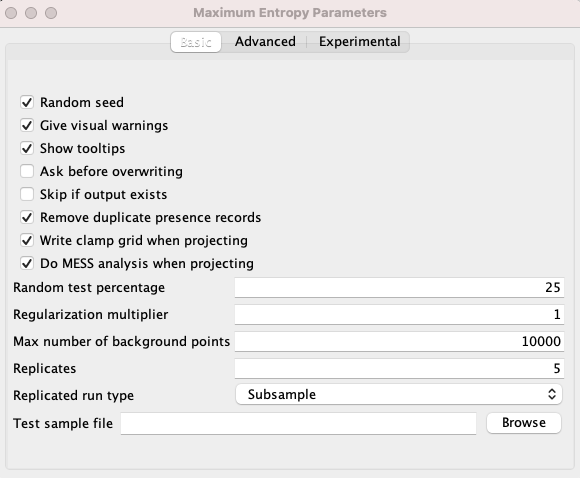 Maximum Entropy Parameters
Basic Advanced Experimental
Random seed
Give visual warnings
Show tooltips
Ask before overwriting
Skip if output exists
Remove duplicate presence records
Write clamp grid when projecting
Do MESS analysis when projecting
Random test percentage 25
Regularization multiplier 1
Max number of background points 10000
Replicates 5
Replicated run type Subsample
Test sample file Browse